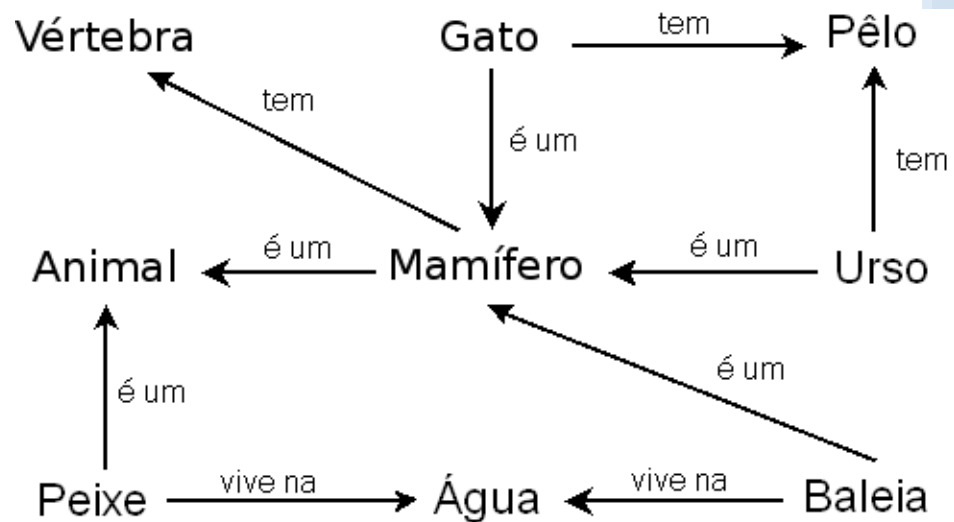 Vértebra
Gato
tem
Pêlo
tem
é um
tem
Animal
é um
Mamífero
é um
Urso
é um
é um
Peixe
vive na
Água
vive na
Baleia